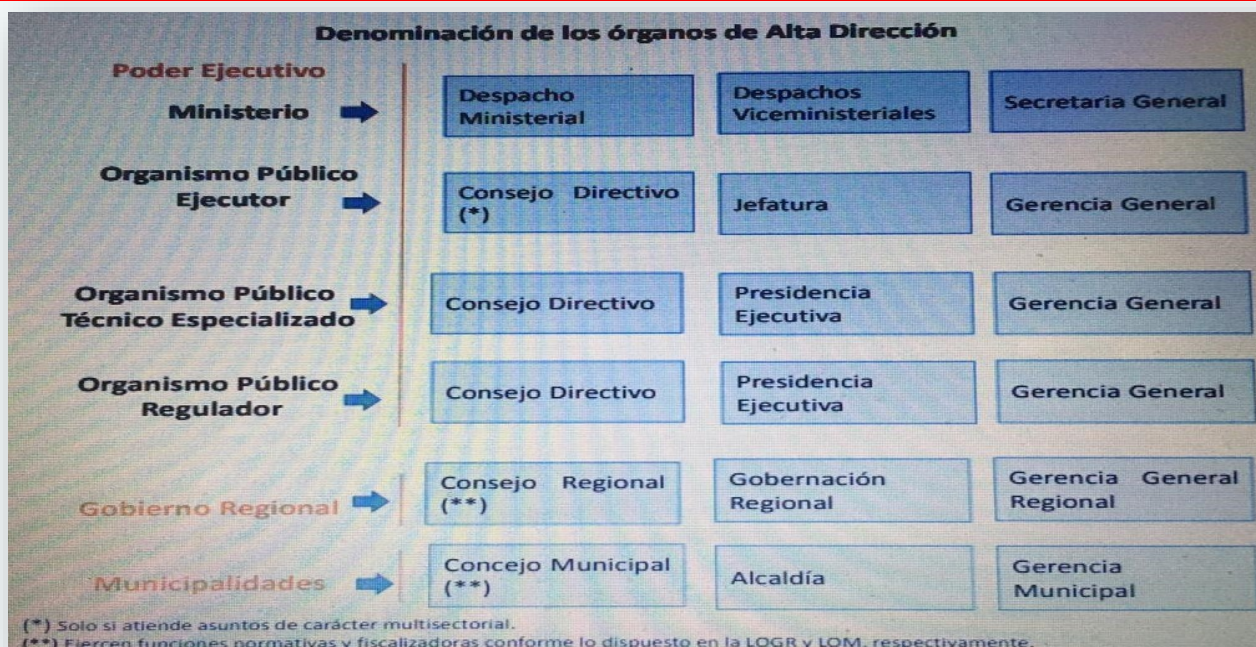 Denominación de los órganos de Alta Dirección
Poder Ejecutivo
Ministerio
Despacho
Ministerial
Despachos
Viceministeriales
Secretaria General
Organismo Público
Ejecutor
Consejo Directivo
(*)
Jefatura
Gerencia General
Organismo Público
Técnico Especializado
Consejo Directivo
Presidencia
Ejecutiva
Gerencia General
Organismo Público
Regulador
Consejo Directivo
Presidencia
Ejecutiva
Gerencia General
Gobierno Regional
Consejo Regional
(**)
Gobernación
Regional
Gerencia General
Regional
Municipalidades
Concejo Municipal
(**)
Alcaldía
Gerencia
Municipal
(*) Solo si atiende asuntos de carácter multisectorial.
(**) Ejercen funciones normativas y fiscalizadoras conforme lo dispuesto en la LOGR y LOM, respectivamente.